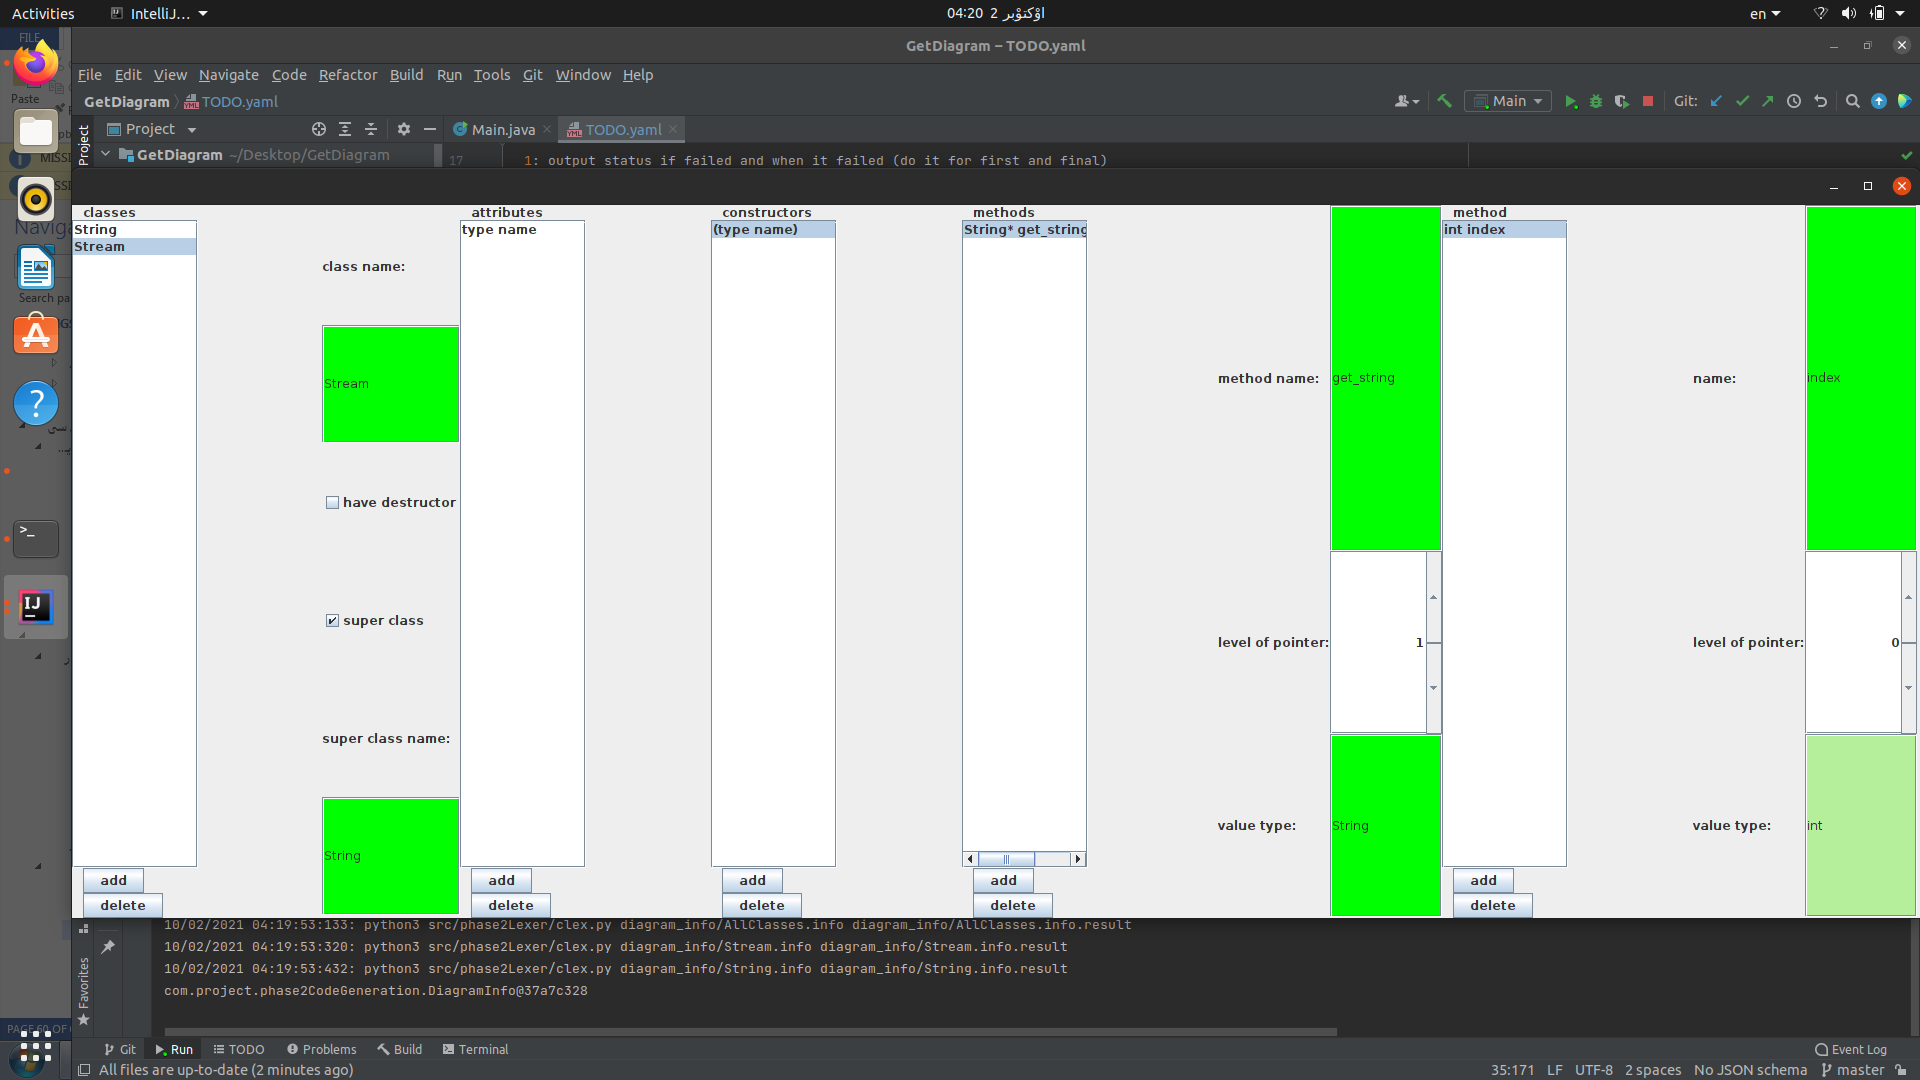 Activities
IntelliJ…
04:20 2 اؤکتوْبر
en
FILE
Paste
GetDiagram – TODO.yaml
File Edit View Navigate Code Refactor Build Run Tools Git Window Help
GetDiagram TODO.yaml
Main
Git:
Project
Project
Main.java
TODO.yaml
GetDiagram ~/Desktop/GetDiagram
17
1: output status if failed and when it failed (do it for first and final)
classes
String
Stream
add
delete
class name:
Stream
have destructor
super class
super class name:
String
attributes
type name
add
delete
constructors
(type name)
add
delete
methods
String* get_string
add
delete
method name:
get_string
level of pointer:
1
value type:
String
method
int index
add
delete
name:
index
level of pointer:
0
value type:
int
Search pa
10/02/2021 04:19:53:133: python3 src/phase2Lexer/clex.py diagram_info/AllClasses.info diagram_info/AllClasses.info.result
10/02/2021 04:19:53:320: python3 src/phase2Lexer/clex.py diagram_info/Stream.info diagram_info/Stream.info.result
10/02/2021 04:19:53:432: python3 src/phase2Lexer/clex.py diagram_info/String.info diagram_info/String.info.result
com.project.phase2CodeGeneration.DiagramInfo@37a7c328
Favorites
PAGE 60 OF
Git Run TODO Problems Build Terminal
Event Log
All files are up-to-date (2 minutes ago)
35:171 LF UTF-8 2 spaces No JSON schema master